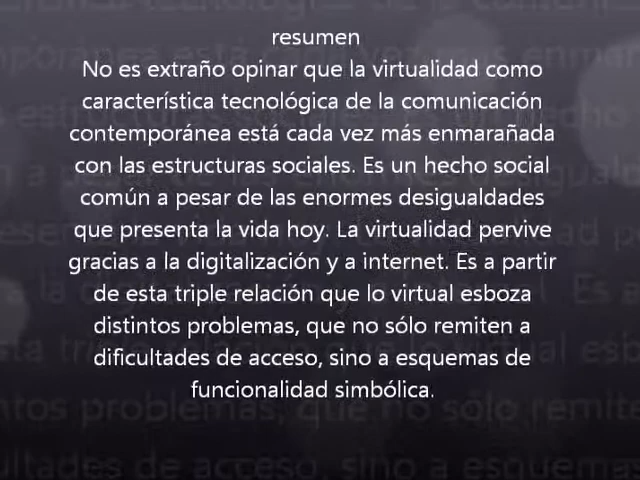 resumen
No es extraño opinar que la virtualidad como
característica tecnológica de la comunicación
contemporánea está cada vez más enmarañada
con las estructuras sociales. Es un hecho social
común a pesar de las enormes desigualdades
que presenta la vida hoy. La virtualidad pervive
gracias a la digitalización y a internet. Es a partir
de esta triple relación que lo virtual esboza
distintos problemas, que no sólo remiten a
dificultades de acceso, sino a esquemas de
funcionalidad simbólica.